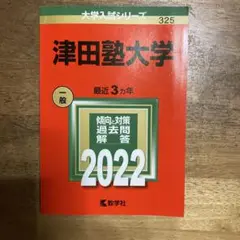 大学入試シリーズ
325
津田塾大学
一般
最近3ヵ年
傾向と対策
過去問
解答
2022
教学社